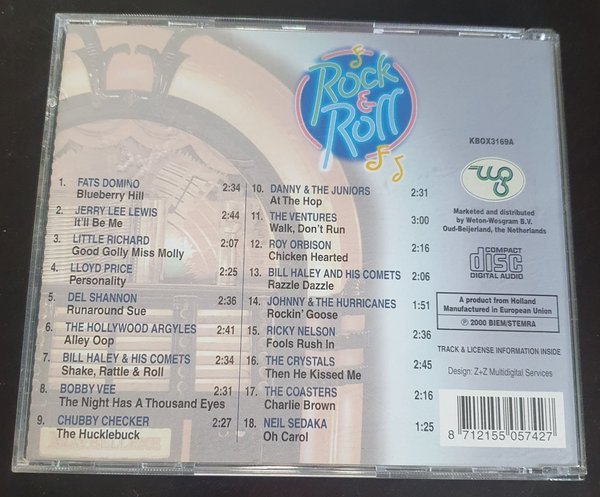 Rock
&
Roll
KBOX3169A
WG
Marketed and distributed
by Weton-Wesgram B.V.
Oud-Beijerland, the Netherlands
COMPACT
disc
DIGITAL AUDIO
A product from Holland
Manufactured in European Union
℗ 2000 BIEM/STEMRA
TRACK & LICENSE INFORMATION INSIDE
Design: Z+Z Multidigital Services
8 712155 057427
1. FATS DOMINO
Blueberry Hill 2:34
2. JERRY LEE LEWIS
It'll Be Me 2:44
3. LITTLE RICHARD
Good Golly Miss Molly 2:07
4. LLOYD PRICE
Personality 2:25
5. DEL SHANNON
Runaround Sue 2:36
6. THE HOLLYWOOD ARGYLES
Alley Oop 2:41
7. BILL HALEY & HIS COMETS
Shake, Rattle & Roll 2:34
8. BOBBY VEE
The Night Has A Thousand Eyes 2:31
9. CHUBBY CHECKER
The Hucklebuck 2:27
10. DANNY & THE JUNIORS
At The Hop 2:31
11. THE VENTURES
Walk, Don't Run 3:00
12. ROY ORBISON
Chicken Hearted 2:16
13. BILL HALEY AND HIS COMETS
Razzle Dazzle 2:06
14. JOHNNY & THE HURRICANES
Rockin' Goose 1:51
15. RICKY NELSON
Fools Rush In 2:36
16. THE CRYSTALS
Then He Kissed Me 2:45
17. THE COASTERS
Charlie Brown 2:16
18. NEIL SEDAKA
Oh Carol 1:25